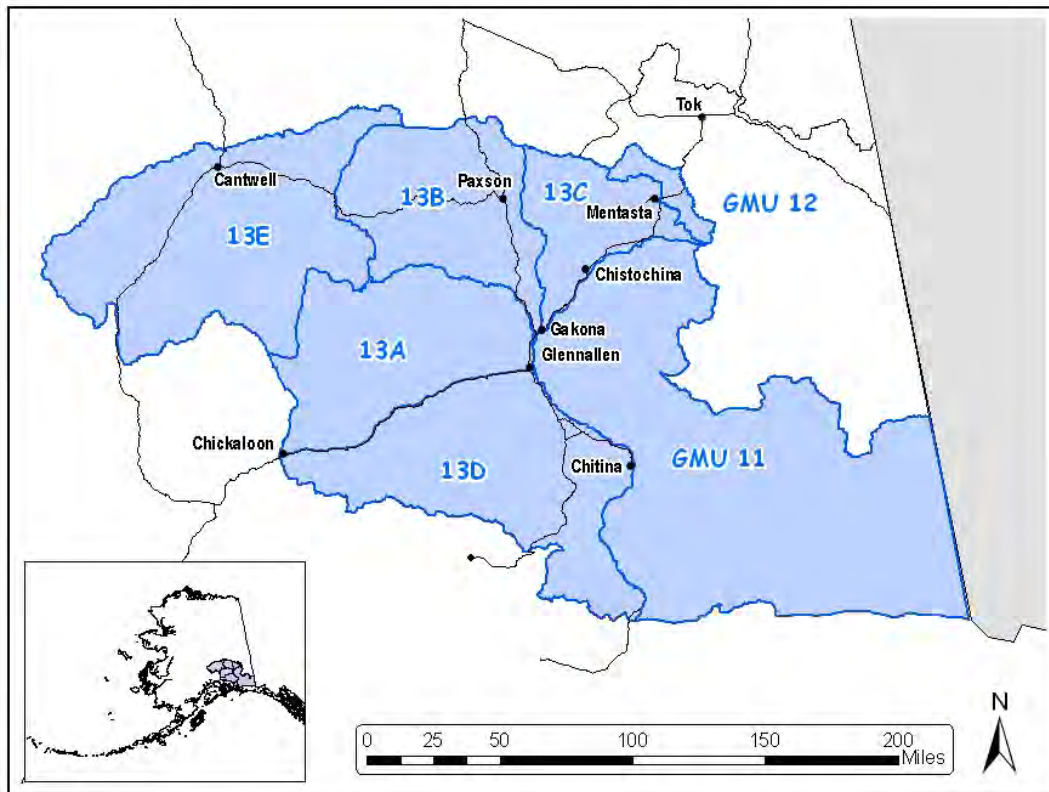 Tok
Cantwell
Paxson
13B
13C
Mentasta
GMU 12
13E
Chistochina
Gakona
13A
Glennallen
Chickaloon
13D
Chitina
GMU 11
N
0 25 50 100 150 200
Miles